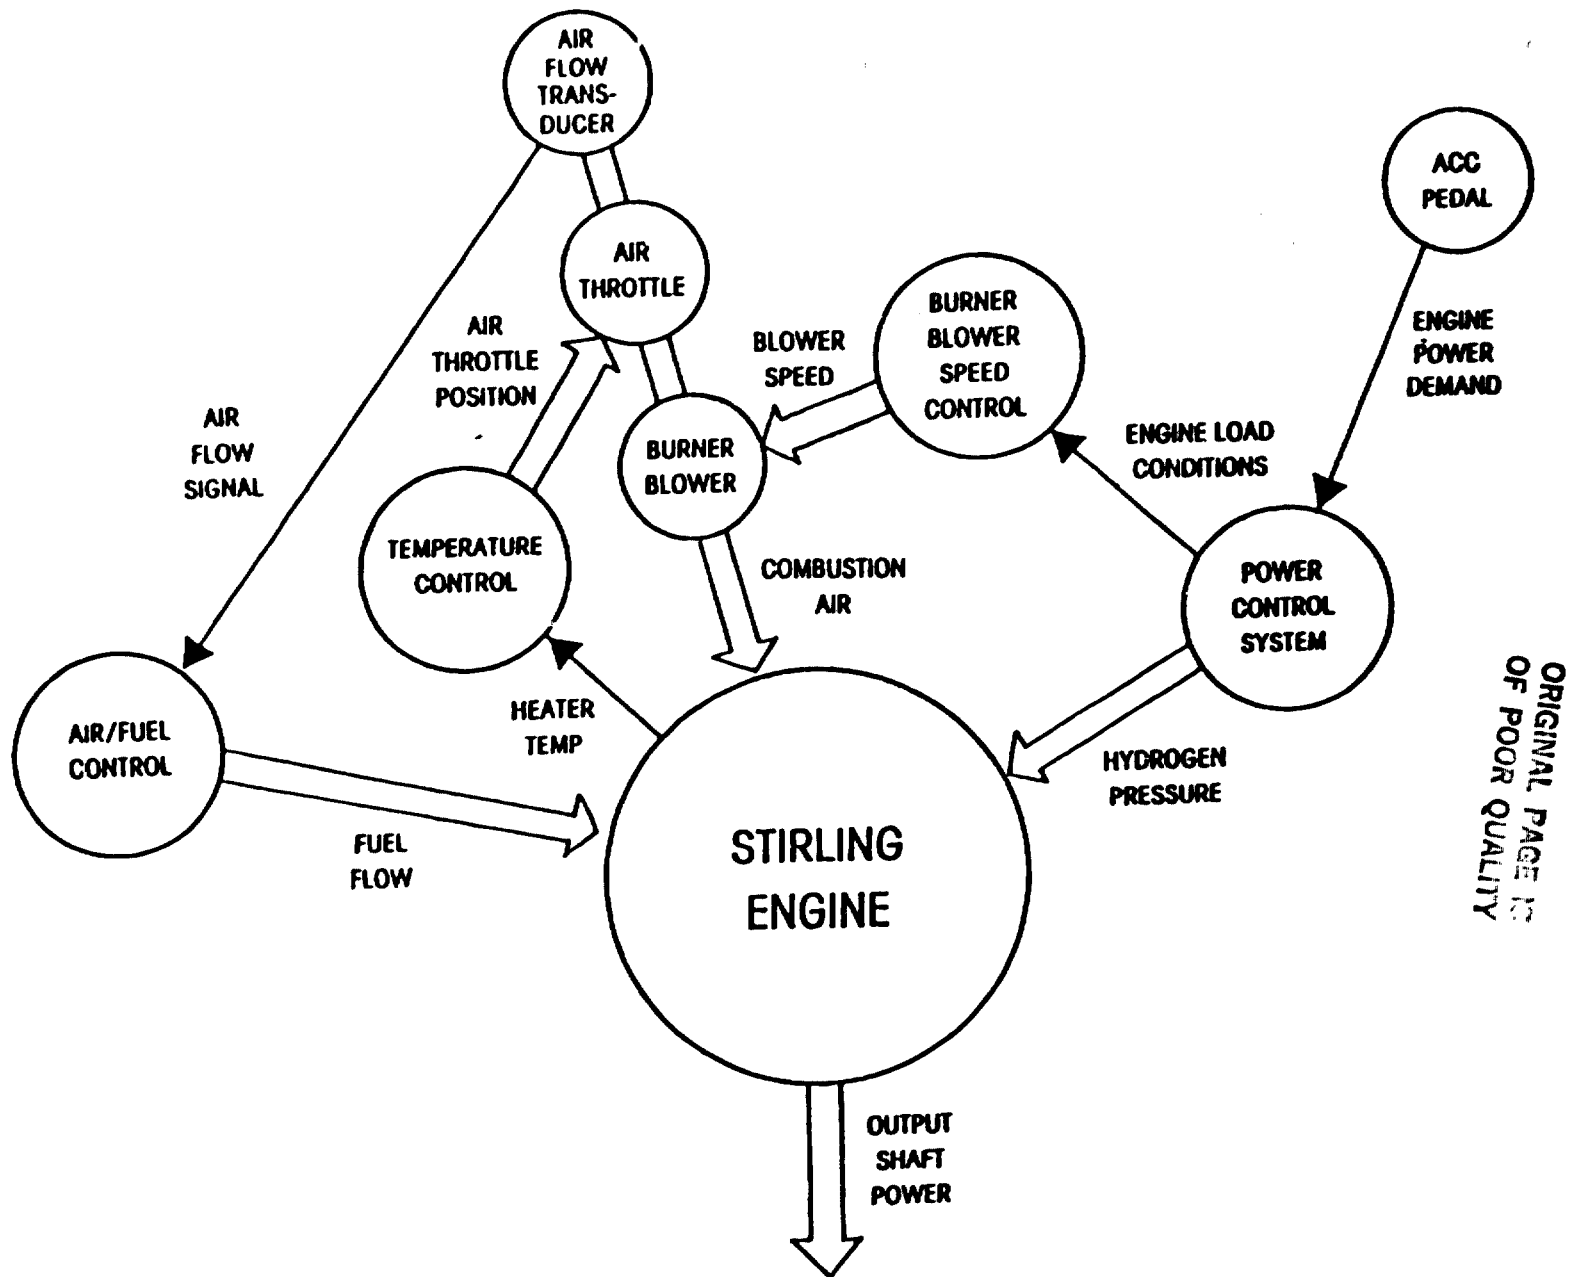 AIR
FLOW
TRANS-
DUCER
ACC
PEDAL
AIR
THROTTLE
BURNER
BLOWER
SPEED
CONTROL
AIR
THROTTLE
POSITION
BLOWER
SPEED
ENGINE
POWER
DEMAND
AIR
FLOW
SIGNAL
BURNER
BLOWER
ENGINE LOAD
CONDITIONS
TEMPERATURE
CONTROL
COMBUSTION
AIR
POWER
CONTROL
SYSTEM
AIR/FUEL
CONTROL
HEATER
TEMP
HYDROGEN
PRESSURE
FUEL
FLOW
STIRLING
ENGINE
OUTPUT
SHAFT
POWER
ORIGINAL PAGE IS
OF POOR QUALITY